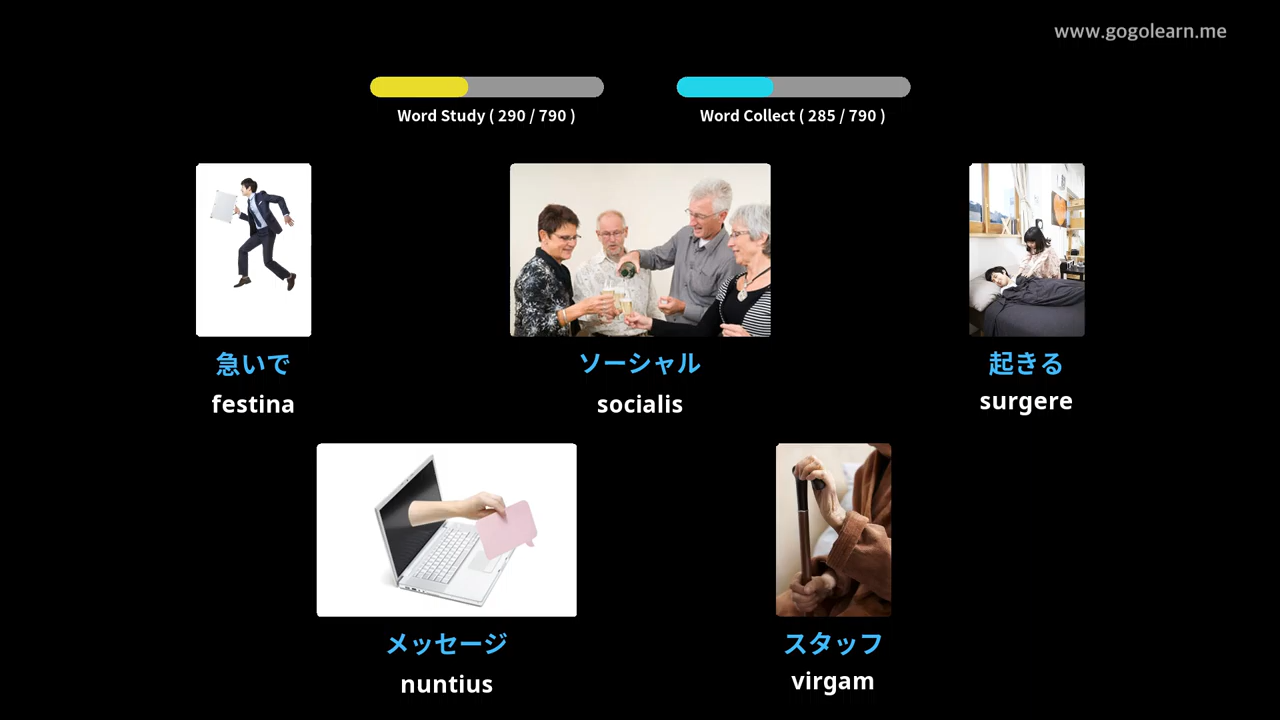 www.gogolearn.me
Word Study ( 290 / 790 )
Word Collect ( 285 / 790 )
急いで
festina
ソーシャル
socialis
起きる
surgere
メッセージ
nuntius
スタッフ
virgam